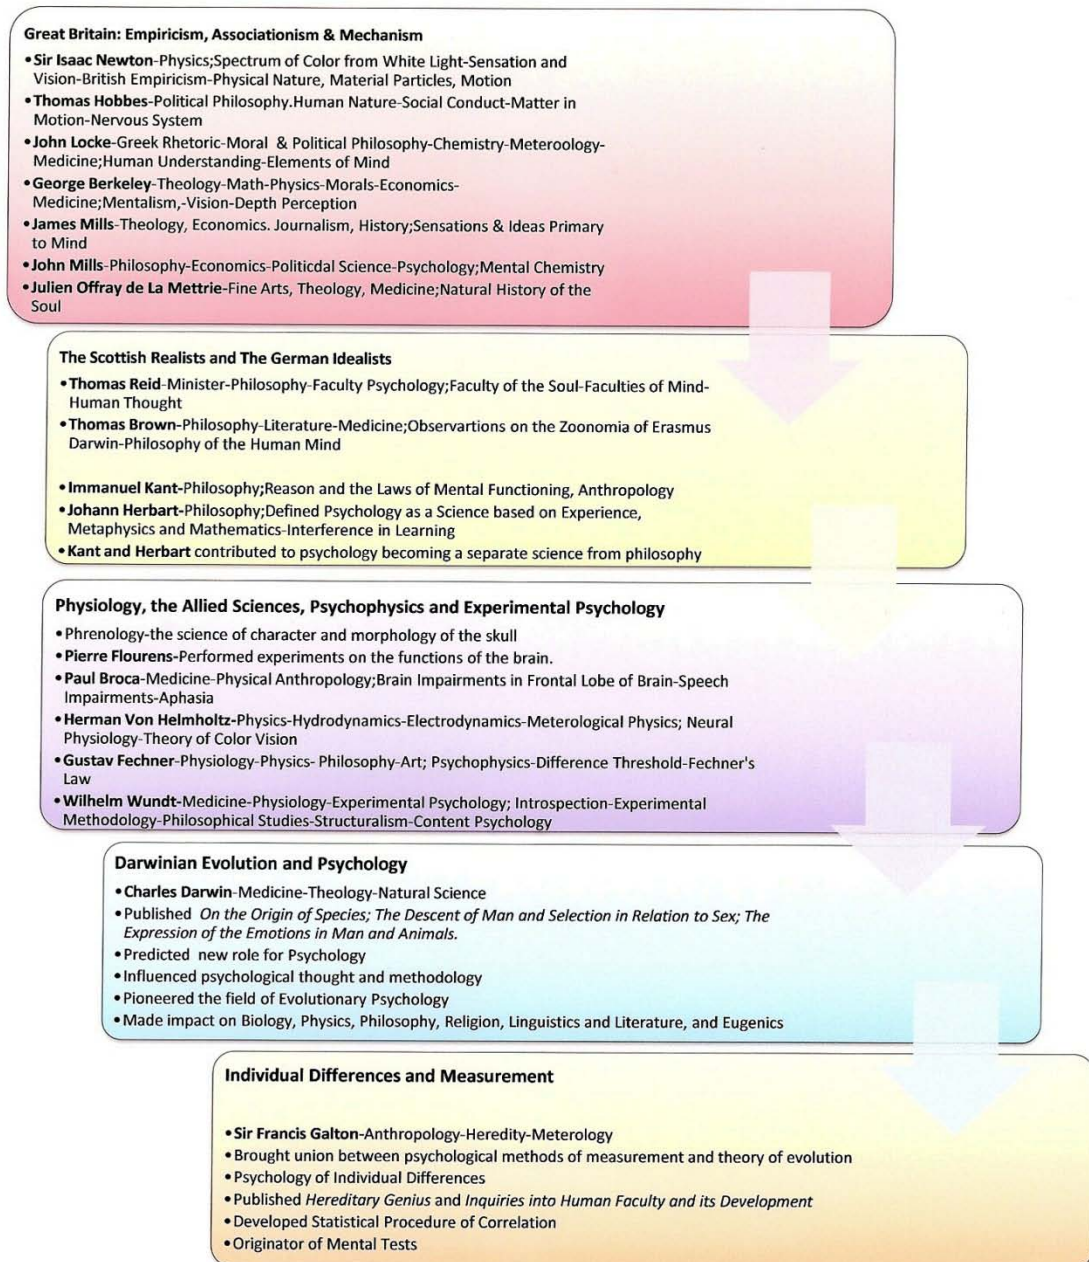 Great Britain: Empiricism, Associationism & Mechanism
•Sir Isaac Newton-Physics;Spectrum of Color from White Light-Sensation and
Vision-British Empiricism-Physical Nature, Material Particles, Motion
•Thomas Hobbes-Political Philosophy.Human Nature-Social Conduct-Matter in
Motion-Nervous System
•John Locke-Greek Rhetoric-Moral & Political Philosophy-Chemistry-Meteroology-
Medicine;Human Understanding-Elements of Mind
•George Berkeley-Theology-Math-Physics-Morals-Economics-
Medicine;Mentalism,-Vision-Depth Perception
•James Mills-Theology, Economics. Journalism, History;Sensations & Ideas Primary
to Mind
•John Mills-Philosophy-Economics-Politicdal Science-Psychology;Mental Chemistry
•Julien Offray de La Mettrie-Fine Arts, Theology, Medicine;Natural History of the
Soul
The Scottish Realists and The German Idealists
•Thomas Reid-Minister-Philosophy-Faculty Psychology;Faculty of the Soul-Faculties of Mind-
Human Thought
•Thomas Brown-Philosophy-Literature-Medicine;Observartions on the Zoonomia of Erasmus
Darwin-Philosophy of the Human Mind
•Immanuel Kant-Philosophy;Reason and the Laws of Mental Functioning, Anthropology
•Johann Herbart-Philosophy;Defined Psychology as a Science based on Experience,
Metaphysics and Mathematics-Interference in Learning
•Kant and Herbart contributed to psychology becoming a separate science from philosophy
Physiology, the Allied Sciences, Psychophysics and Experimental Psychology
•Phrenology-the science of character and morphology of the skull
•Pierre Flourens-Performed experiments on the functions of the brain.
•Paul Broca-Medicine-Physical Anthropology;Brain Impairments in Frontal Lobe of Brain-Speech
Impairments-Aphasia
•Herman Von Helmholtz-Physics-Hydrodynamics-Electrodynamics-Meterological Physics; Neural
Physiology-Theory of Color Vision
•Gustav Fechner-Physiology-Physics- Philosophy-Art; Psychophysics-Difference Threshold-Fechner's
Law
•Wilhelm Wundt-Medicine-Physiology-Experimental Psychology; Introspection-Experimental
Methodology-Philosophical Studies-Structuralism-Content Psychology
Darwinian Evolution and Psychology
•Charles Darwin-Medicine-Theology-Natural Science
•Published On the Origin of Species; The Descent of Man and Selection in Relation to Sex; The
Expression of the Emotions in Man and Animals.
•Predicted new role for Psychology
•Influenced psychological thought and methodology
•Pioneered the field of Evolutionary Psychology
•Made impact on Biology, Physics, Philosophy, Religion, Linguistics and Literature, and Eugenics
Individual Differences and Measurement
•Sir Francis Galton-Anthropology-Heredity-Meterology
•Brought union between psychological methods of measurement and theory of evolution
•Psychology of Individual Differences
•Published Hereditary Genius and Inquiries into Human Faculty and its Development
•Developed Statistical Procedure of Correlation
•Originator of Mental Tests